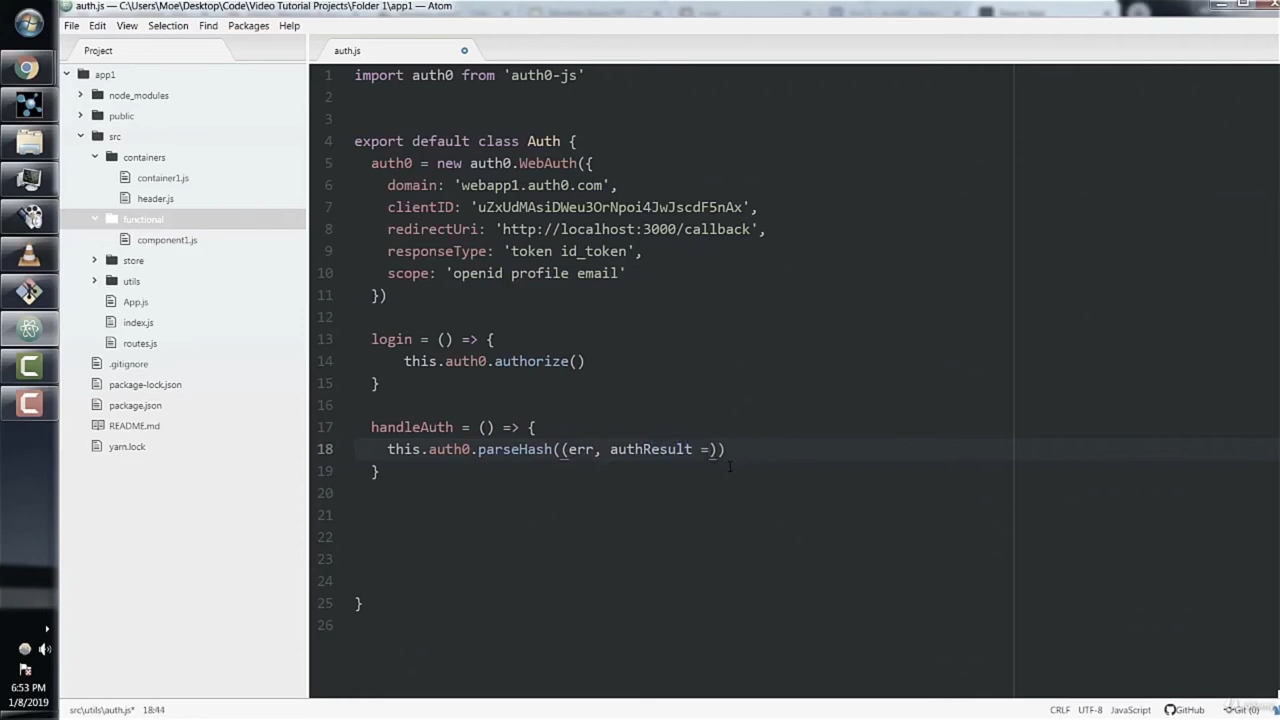 auth.js — C:\Users\Moe\Desktop\Code\Video Tutorial Projects\Folder 1\app1 — Atom
File Edit View Selection Find Packages Help
Project
auth.js
app1
node_modules
public
src
containers
container1.js
header.js
functional
component1.js
store
utils
App.js
index.js
routes.js
.gitignore
package-lock.json
package.json
README.md
yarn.lock
1 import auth0 from 'auth0-js'
2
3
4 export default class Auth {
5 auth0 = new auth0.WebAuth({
6 domain: 'webapp1.auth0.com',
7 clientID: 'uZxUdMAsiDWeu3OrNpoi4JwJscdF5nAx',
8 redirectUri: 'http://localhost:3000/callback',
9 responseType: 'token id_token',
10 scope: 'openid profile email'
11 })
12
13 login = () => {
14 this.auth0.authorize()
15 }
16
17 handleAuth = () => {
18 this.auth0.parseHash((err, authResult =))
19 }
20
21
22
23
24
25 }
26
6:53 PM
1/8/2019
src\utils\auth.js* 18:44
CRLF UTF-8 JavaScript GitHub Git (0)